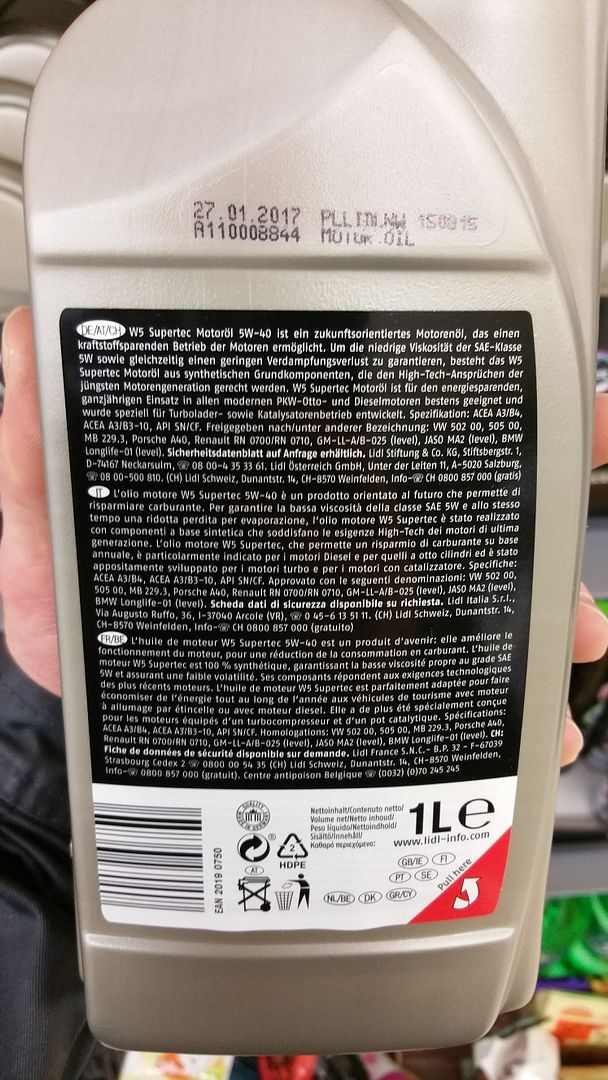 27.01.2017 PLLIDL.NW 150845
A110008844 MOTOR.OIL
DE/AT/CH W5 Supertec Motoröl 5W-40 ist ein zukunftsorientiertes Motorenöl, das einen
kraftstoffsparenden Betrieb der Motoren ermöglicht. Um die niedrige Viskosität der SAE-Klasse
5W sowie gleichzeitig einen geringen Verdampfungsverlust zu garantieren, besteht das W5
Supertec Motoröl aus synthetischen Grundkomponenten, die den High-Tech-Ansprüchen der
jüngsten Motorengeneration gerecht werden. W5 Supertec Motoröl ist für den energiesparenden,
ganzjährigen Einsatz in allen modernen PKW-Otto- und Dieselmotoren bestens geeignet und
wurde speziell für Turbolader- sowie Katalysatorenbetrieb entwickelt. Spezifikation: ACEA A3/B4,
ACEA A3/B3-10, API SN/CF. Freigegeben nach/unter anderer Bezeichnung: VW 502 00, 505 00,
MB 229.3, Porsche A40, Renault RN 0700/RN 0710, GM-LL-A/B-025 (level), JASO MA2 (level), BMW
Longlife-01 (level). Sicherheitsdatenblatt auf Anfrage erhältlich. Lidl Stiftung & Co. KG, Stiftsbergstr. 1,
D-74167 Neckarsulm, ☏ 08 00-4 35 33 61. Lidl Österreich GmbH, Unter der Leiten 11, A-5020 Salzburg,
☏ 08 00-500 810. (CH) Lidl Schweiz, Dunantstr. 14, CH-8570 Weinfelden, Info-☏ CH 0800 857 000 (gratis)
IT L'olio motore W5 Supertec 5W-40 è un prodotto orientato al futuro che permette di
risparmiare carburante. Per garantire la bassa viscosità della classe SAE 5W e allo stesso
tempo una ridotta perdita per evaporazione, l'olio motore W5 Supertec è stato realizzato
con componenti a base sintetica che soddisfano le esigenze High-Tech dei motori di ultima
generazione. L'olio motore W5 Supertec, che permette un risparmio di carburante su base
annuale, è particolarmente indicato per i motori Diesel e per quelli a otto cilindri ed è stato
appositamente sviluppato per i motori turbo e per i motori con catalizzatore. Specifiche:
ACEA A3/B4, ACEA A3/B3-10, API SN/CF. Approvato con le seguenti denominazioni: VW 502 00,
505 00, MB 229.3, Porsche A40, Renault RN 0700/RN 0710, GM-LL-A/B-025 (level), JASO MA2 (level),
BMW Longlife-01 (level). Scheda dati di sicurezza disponibile su richiesta. Lidl Italia S.r.l.,
Via Augusto Ruffo, 36, I-37040 Arcole (VR), ☏ 0 45-6 13 51 11. (CH) Lidl Schweiz, Dunantstr. 14,
CH-8570 Weinfelden, Info-☏ CH 0800 857 000 (gratuito)
FR/BE L'huile de moteur W5 Supertec 5W-40 est un produit d'avenir: elle améliore le
fonctionnement du moteur, pour une réduction de la consommation en carburant. L'huile de
moteur W5 Supertec est 100 % synthétique, garantissant la basse viscosité propre au grade SAE
5W et assurant une faible volatilité. Ses composants répondent aux exigences technologiques
des plus récents moteurs. L'huile de moteur W5 Supertec est parfaitement adaptée pour faire
économiser de l'énergie tout au long de l'année aux véhicules de tourisme avec moteur
à allumage par étincelle ou avec moteur diesel. Elle a de plus été spécialement conçue
pour les moteurs équipés d'un turbocompresseur et d'un pot catalytique. Spécifications:
ACEA A3/B4, ACEA A3/B3-10, API SN/CF. Homologations: VW 502 00, 505 00, MB 229.3, Porsche A40,
Renault RN 0700/RN 0710, GM-LL-A/B-025 (level), JASO MA2 (level), BMW Longlife-01 (level). CH:
Fiche de données de sécurité disponible sur demande. Lidl France S.N.C.- B.P. 32 - F-67039
Strasbourg Cedex 2 ☏ 0800 00 54 35 (CH) Lidl Schweiz, Dunantstr. 14, CH-8570 Weinfelden,
Info-☏ 0800 857 000 (gratuit). Centre antipoison Belgique ☏ (0032) (0)70 245 245
EAN 2019 0750
AT
2
HDPE
Nettoinhalt/Contenuto netto/
Volume net/Netto inhoud/
Peso líquido/Nettoindhold/
Sisältö/Innehåll/
Καθαρό περιεχόμενο:
1L e
www.lidl-info.com
GB/IE FI
PT SE
NL/BE DK GR/CY
Pull here